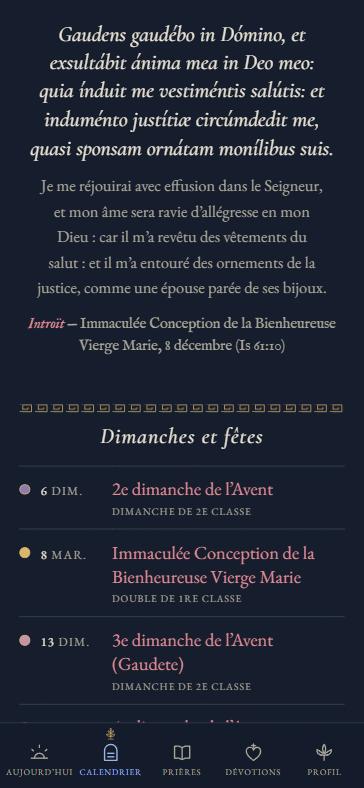 Gaudens gaudébo in Dómino, et
exsultábit ánima mea in Deo meo:
quia índuit me vestiméntis salútis: et
induménto justítiæ circúmdedit me,
quasi sponsam ornátam monílibus suis.
Je me réjouirai avec effusion dans le Seigneur,
et mon âme sera ravie d’allégresse en mon
Dieu : car il m’a revêtu des vêtements du
salut : et il m’a entouré des ornements de la
justice, comme une épouse parée de ses bijoux.
Introït — Immaculée Conception de la Bienheureuse
Vierge Marie, 8 décembre (Is 61:10)
Dimanches et fêtes
6 DIM. 2e dimanche de l’Avent
DIMANCHE DE 2E CLASSE
8 MAR. Immaculée Conception de la
Bienheureuse Vierge Marie
DOUBLE DE 1RE CLASSE
13 DIM. 3e dimanche de l’Avent
(Gaudete)
DIMANCHE DE 2E CLASSE
AUJOURD’HUI CALENDRIER PRIÈRES DÉVOTIONS PROFIL